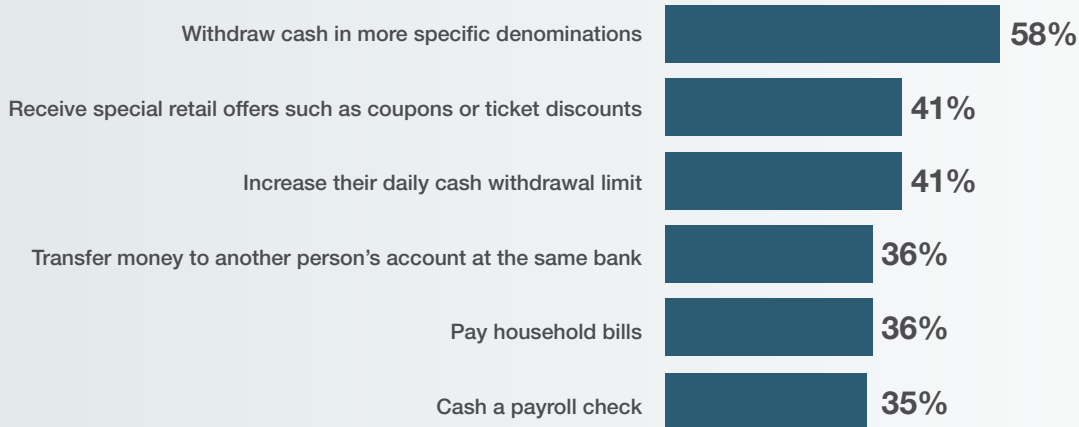 Withdraw cash in more specific denominations 58%
Receive special retail offers such as coupons or ticket discounts 41%
Increase their daily cash withdrawal limit 41%
Transfer money to another person’s account at the same bank 36%
Pay household bills 36%
Cash a payroll check 35%